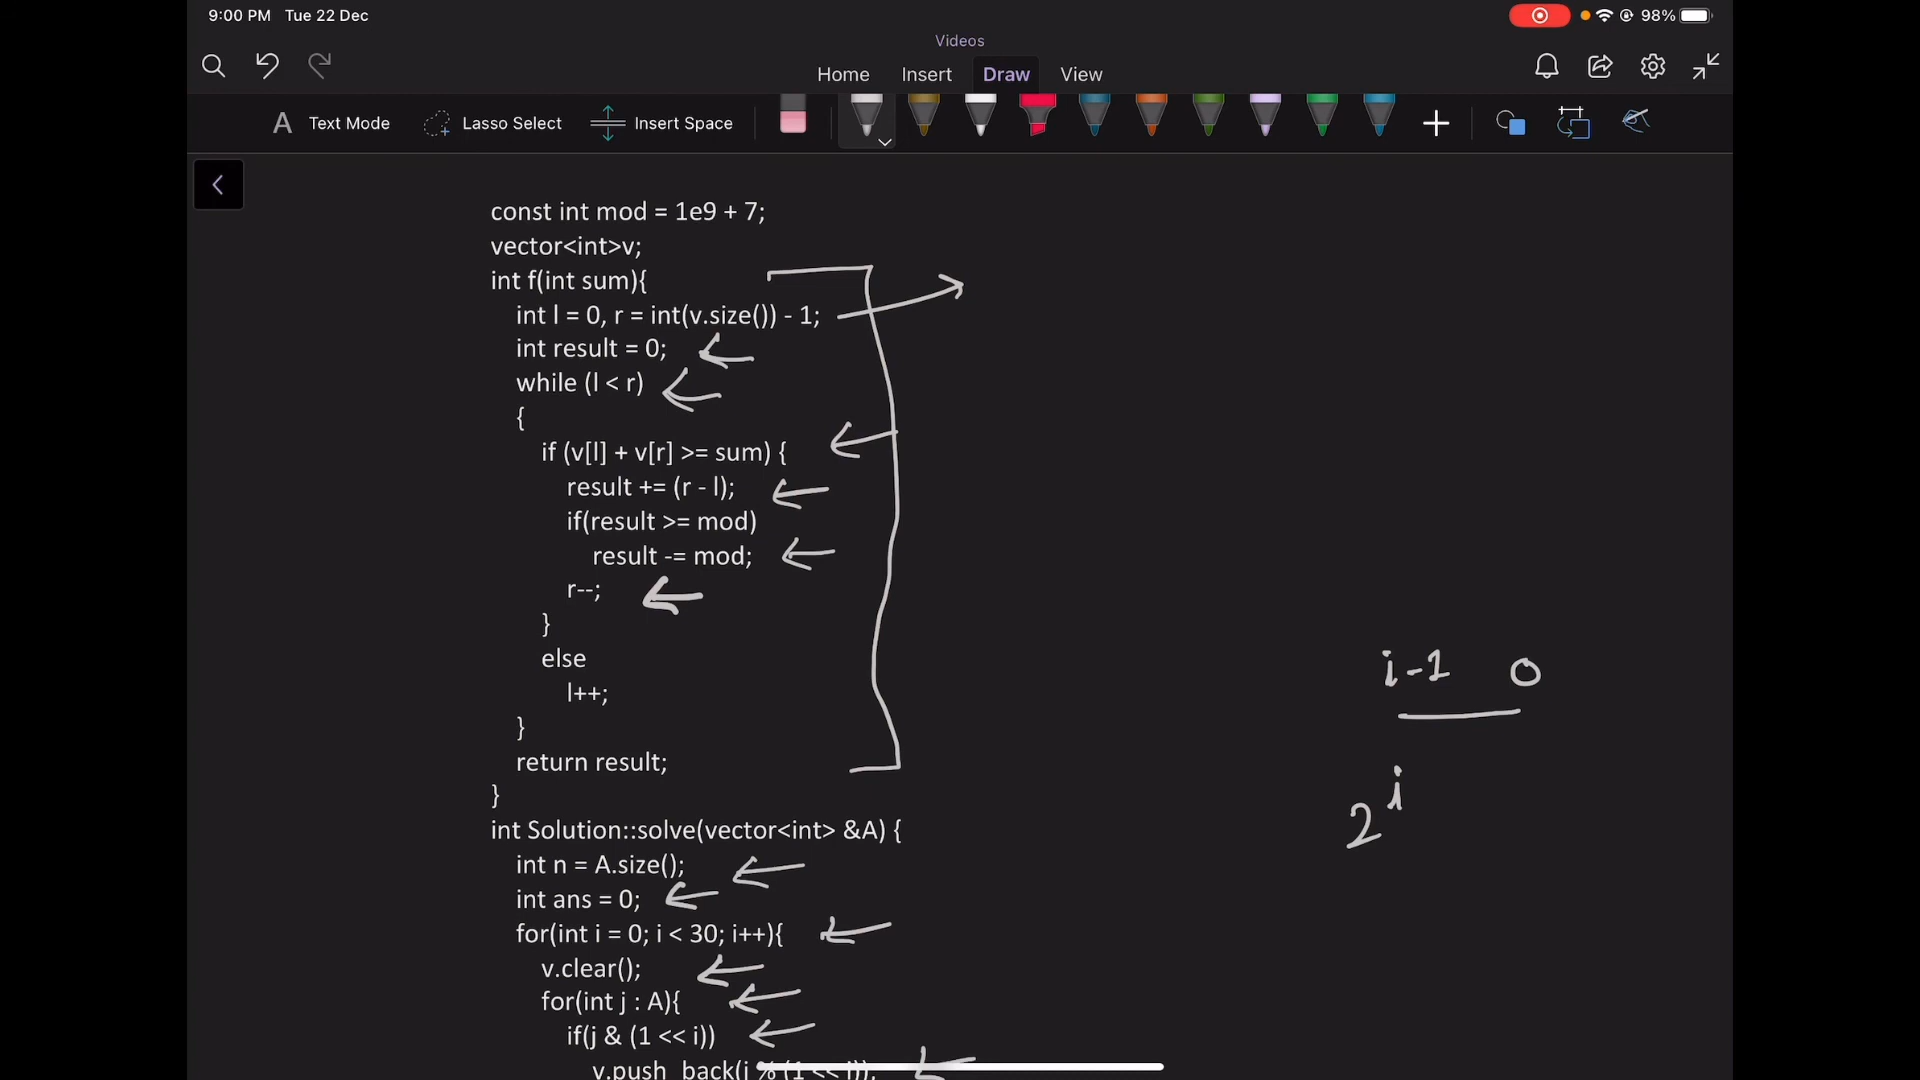 9:00 PM Tue 22 Dec
98%
Videos
Home Insert Draw View
A Text Mode Lasso Select Insert Space
const int mod = 1e9 + 7;
vector<int>v;
int f(int sum){
int l = 0, r = int(v.size()) - 1;
int result = 0;
while (l < r)
{
if (v[l] + v[r] >= sum) {
result += (r - l);
if(result >= mod)
result -= mod;
r--;
}
else
l++;
}
return result;
}
int Solution::solve(vector<int> &A) {
int n = A.size();
int ans = 0;
for(int i = 0; i < 30; i++){
v.clear();
for(int j : A){
if(j & (1 << i))
v.push_back(j % (1 << i));
i-1 0
2^i